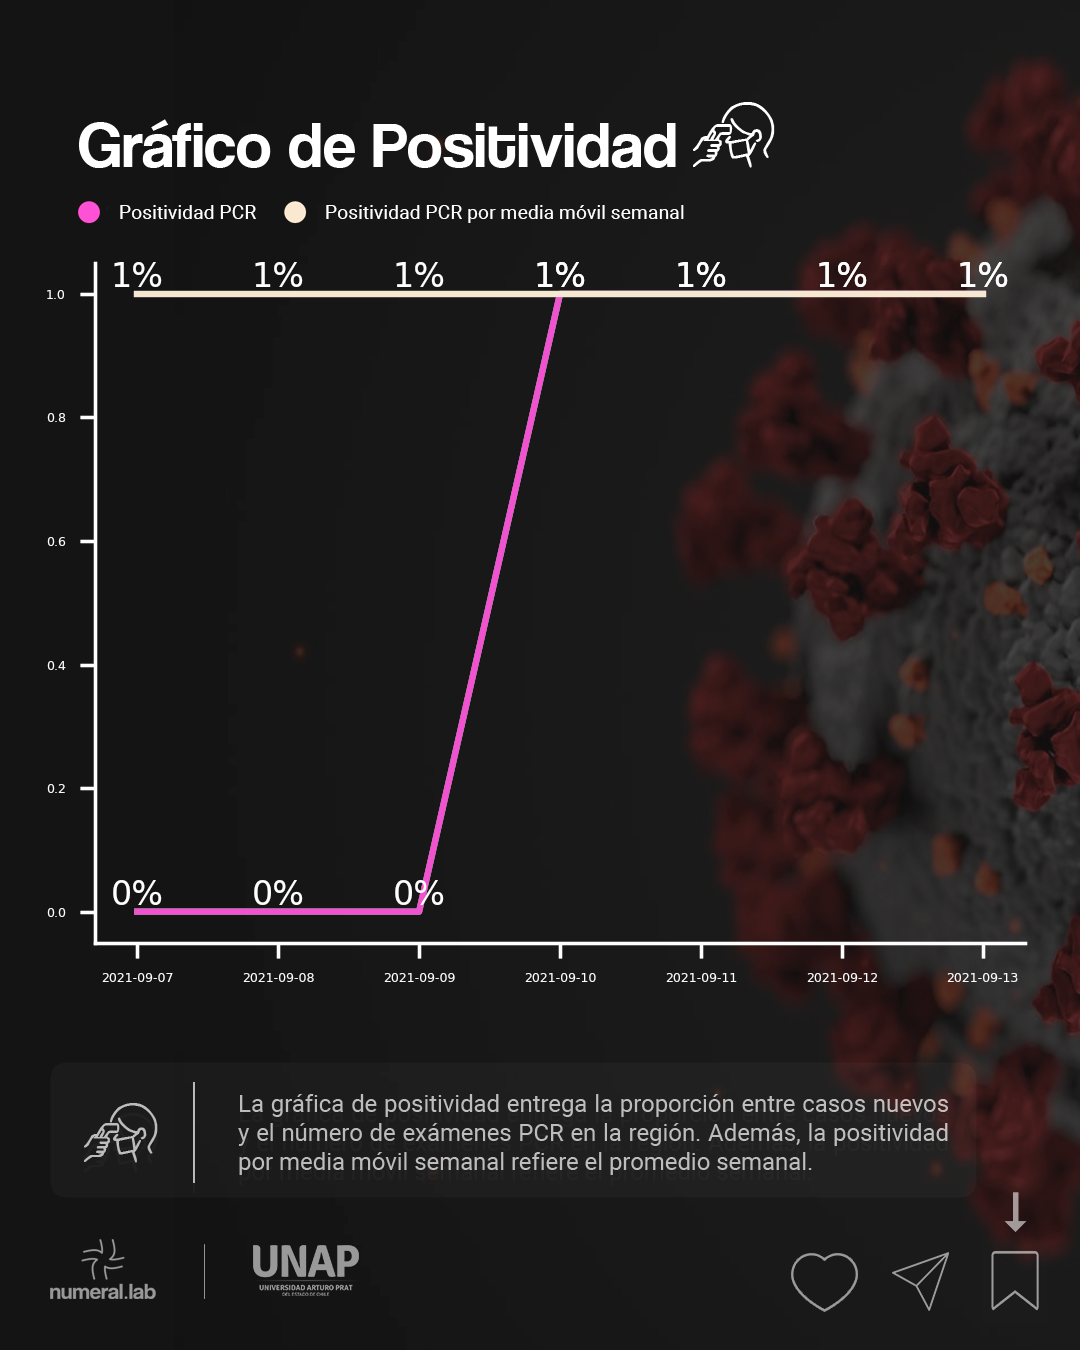 Gráfico de Positividad
Positividad PCR Positividad PCR por media móvil semanal
1% 1% 1% 1% 1% 1% 1%
1.0
0.8
0.6
0.4
0.2
0% 0% 0%
0.0
2021-09-07 2021-09-08 2021-09-09 2021-09-10 2021-09-11 2021-09-12 2021-09-13
La gráfica de positividad entrega la proporción entre casos nuevos
y el número de exámenes PCR en la región. Además, la positividad
por media móvil semanal refiere el promedio semanal.
numeral.lab
UNAP
UNIVERSIDAD ARTURO PRAT
DEL ESTADO DE CHILE